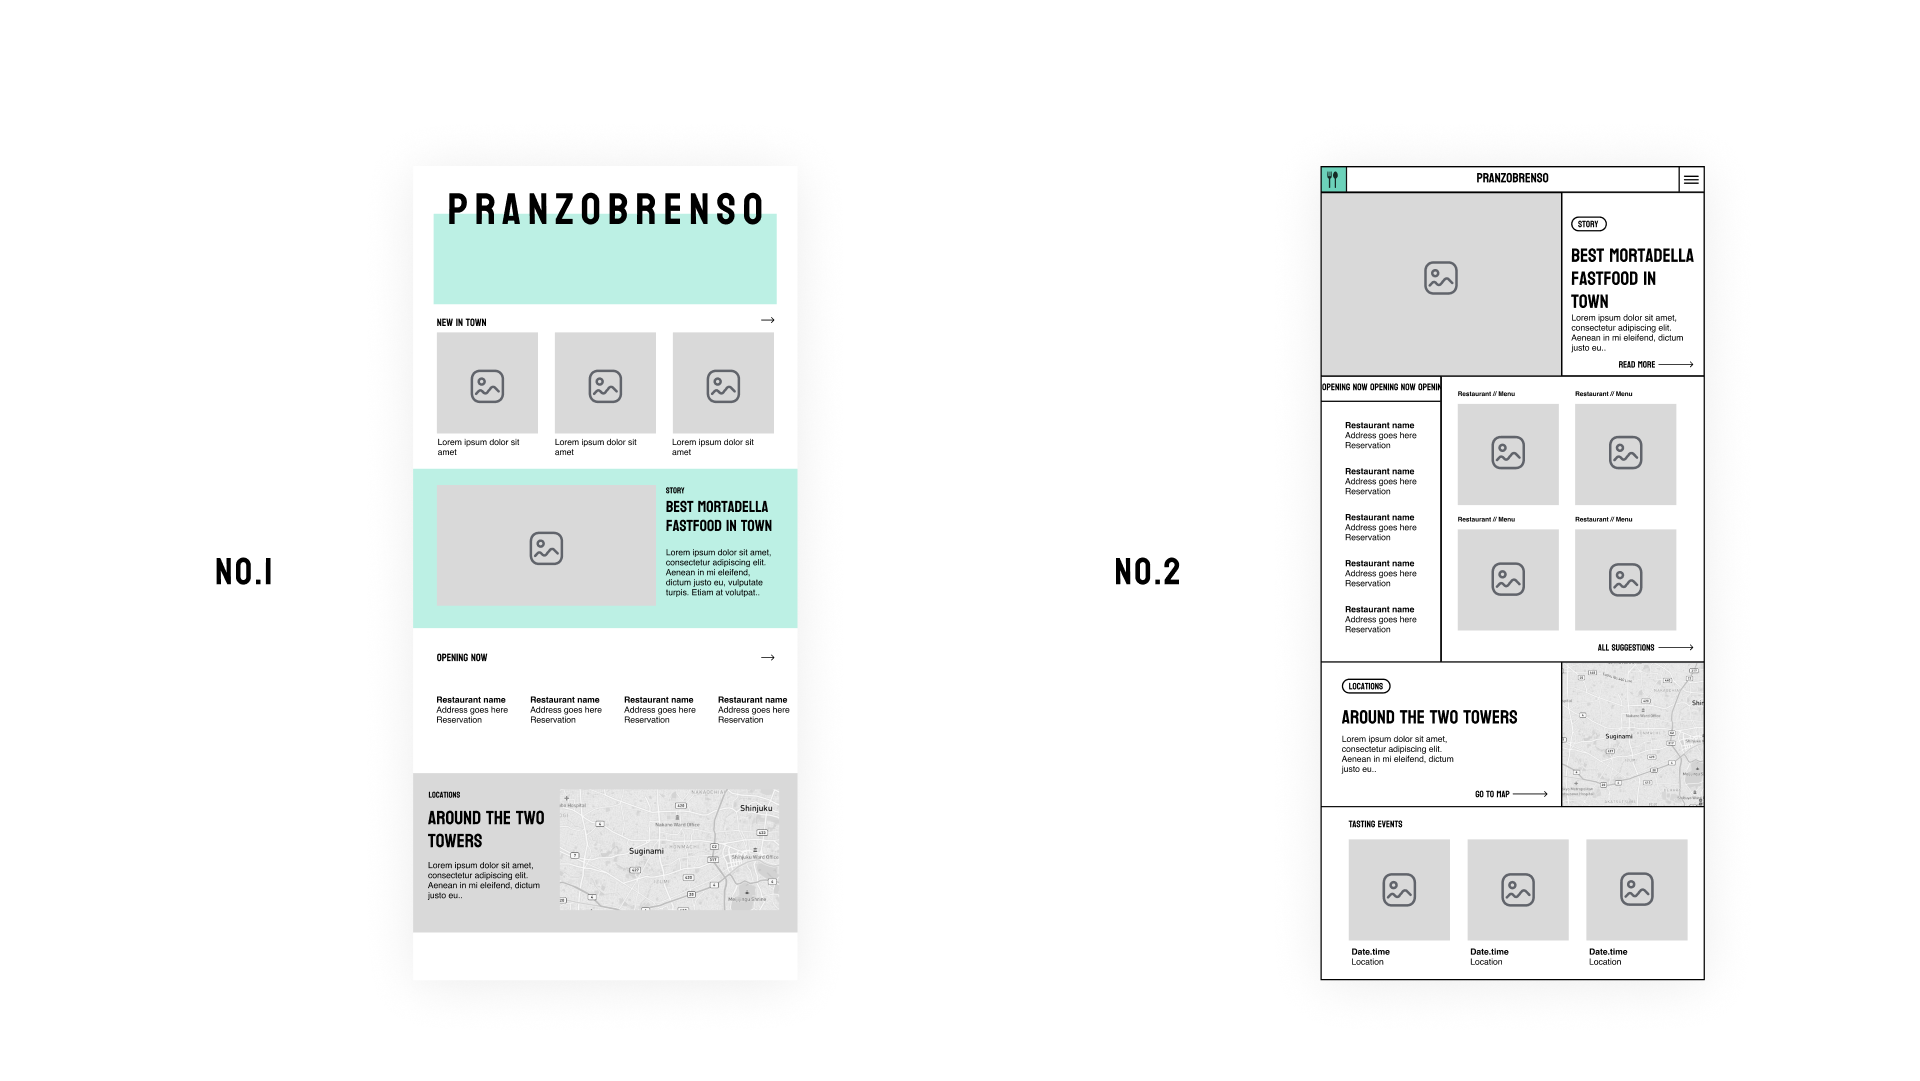 NO.1
PRANZOBRENSO
NEW IN TOWN
Lorem ipsum dolor sit
amet
Lorem ipsum dolor sit
amet
Lorem ipsum dolor sit
amet
STORY
BEST MORTADELLA
FASTFOOD IN TOWN
Lorem ipsum dolor sit amet,
consectetur adipiscing elit.
Aenean in mi eleifend,
dictum justo eu, vulputate
turpis. Etiam at volutpat..
OPENING NOW
Restaurant name
Address goes here
Reservation
Restaurant name
Address goes here
Reservation
Restaurant name
Address goes here
Reservation
Restaurant name
Address goes here
Reservation
LOCATIONS
AROUND THE TWO
TOWERS
Lorem ipsum dolor sit amet,
consectetur adipiscing elit.
Aenean in mi eleifend, dictum
justo eu..
Shinjuku
Nakano Ward Office
Suginami
Shinjuku Ward Office
NO.2
PRANZOBRENSO
STORY
BEST MORTADELLA
FASTFOOD IN
TOWN
Lorem ipsum dolor sit amet,
consectetur adipiscing elit.
Aenean in mi eleifend, dictum
justo eu..
READ MORE
OPENING NOW OPENING NOW OPENIN
Restaurant name
Address goes here
Reservation
Restaurant name
Address goes here
Reservation
Restaurant name
Address goes here
Reservation
Restaurant name
Address goes here
Reservation
Restaurant name
Address goes here
Reservation
Restaurant // Menu
Restaurant // Menu
Restaurant // Menu
Restaurant // Menu
ALL SUGGESTIONS
LOCATIONS
AROUND THE TWO TOWERS
Lorem ipsum dolor sit amet,
consectetur adipiscing elit.
Aenean in mi eleifend, dictum
justo eu..
GO TO MAP
Shin
Nakano Ward Office
Suginami
TASTING EVENTS
Date.time
Location
Date.time
Location
Date.time
Location